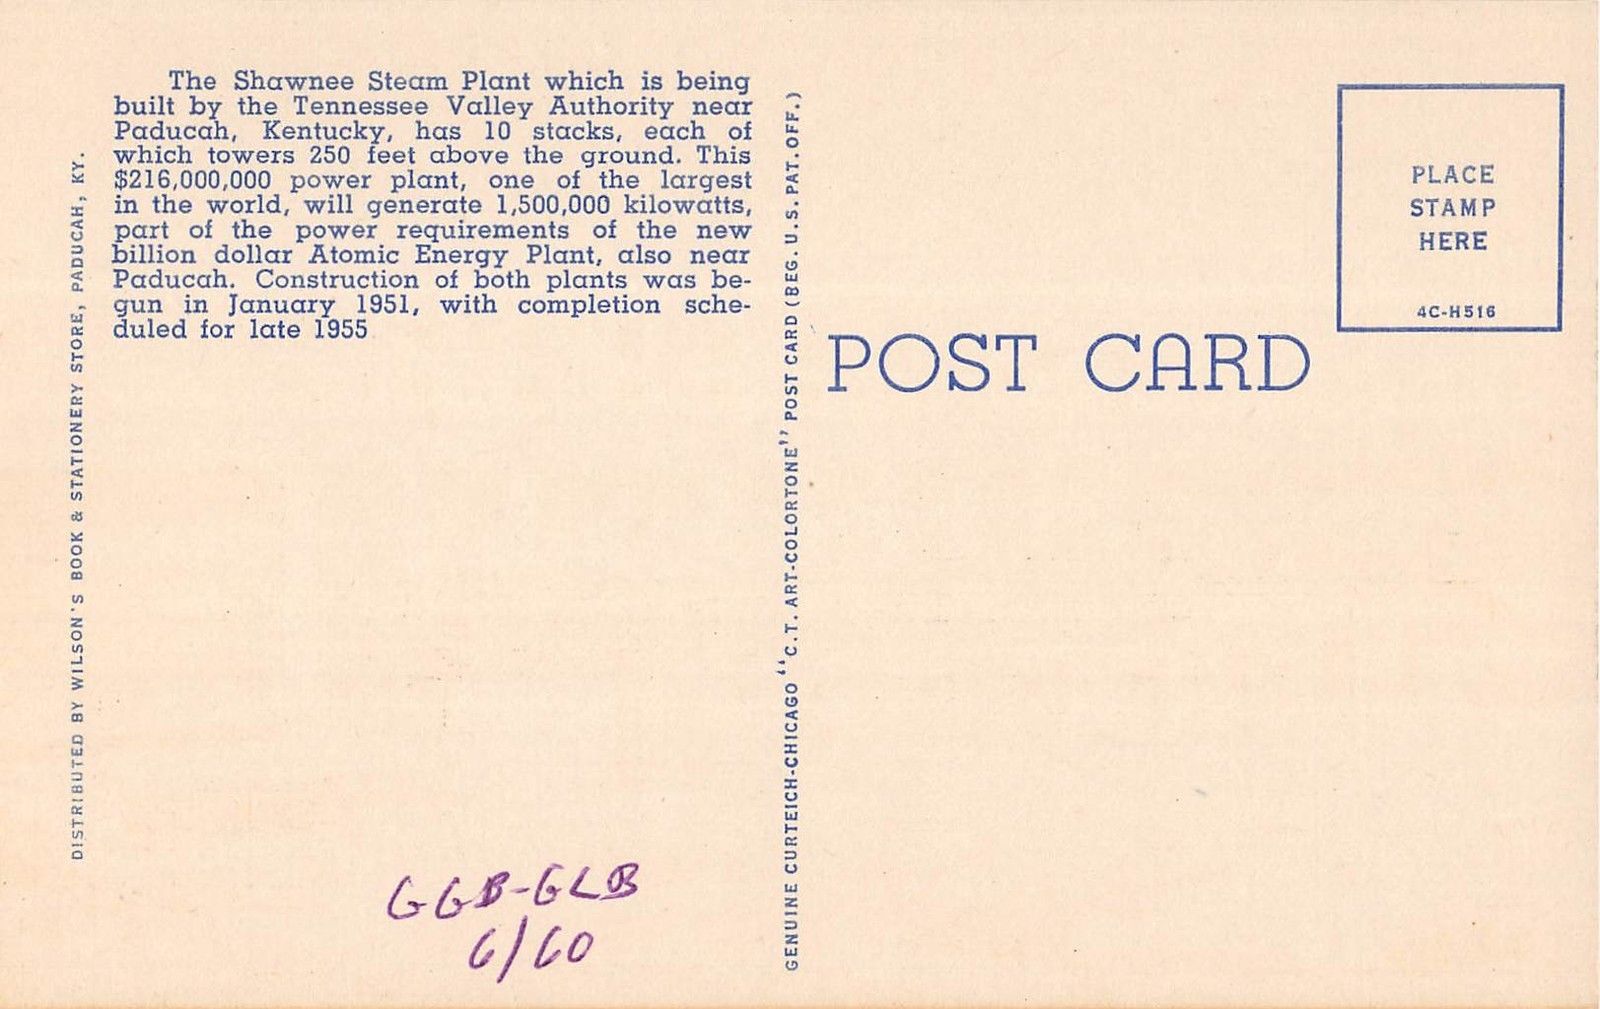 The Shawnee Steam Plant which is being
built by the Tennessee Valley Authority near
Paducah, Kentucky, has 10 stacks, each of
which towers 250 feet above the ground. This
$216,000,000 power plant, one of the largest
in the world, will generate 1,500,000 kilowatts,
part of the power requirements of the new
billion dollar Atomic Energy Plant, also near
Paducah. Construction of both plants was be-
gun in January 1951, with completion sche-
duled for late 1955
DISTRIBUTED BY WILSON'S BOOK & STATIONERY STORE, PADUCAH, KY.
GGB-GLB
6/60
GENUINE CURTEICH-CHICAGO "C.T. ART-COLORTONE" POST CARD (BEG. U.S. PAT. OFF.)
POST CARD
PLACE
STAMP
HERE
4C-H516